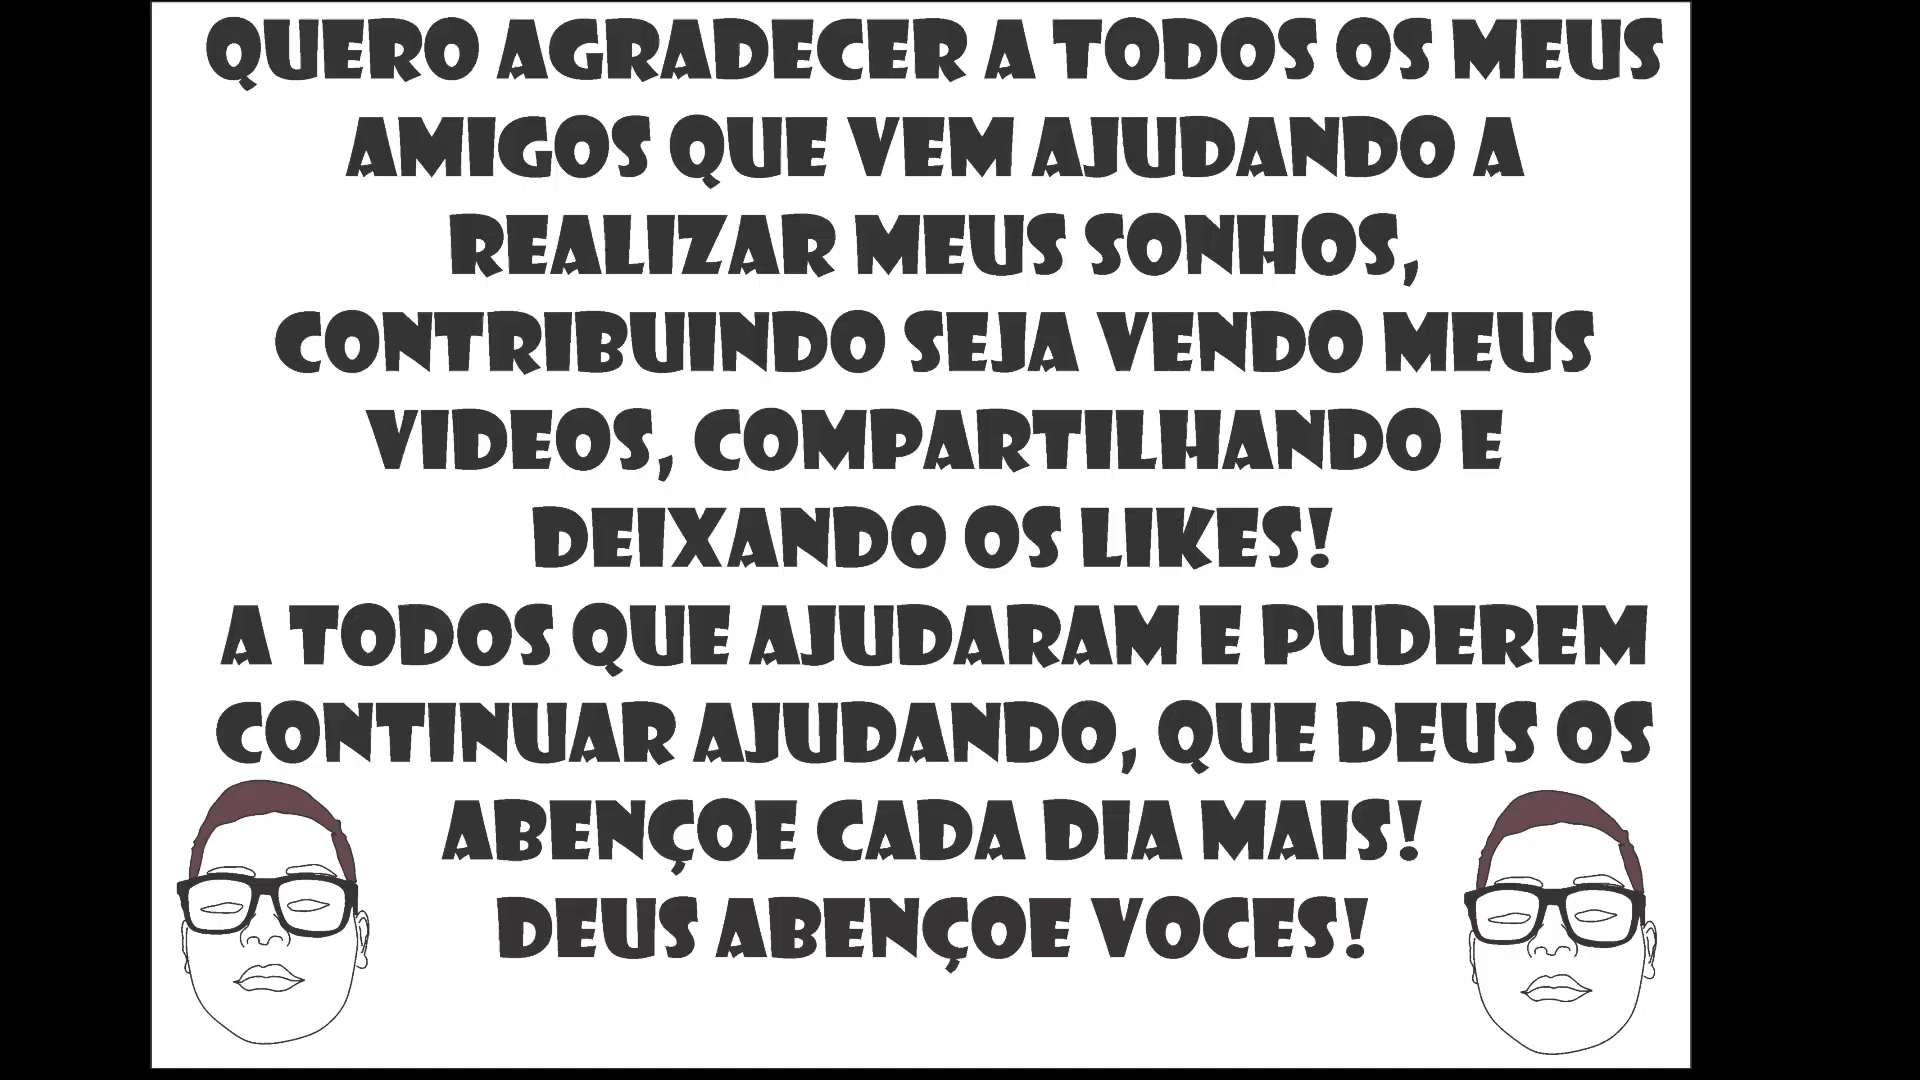 QUERO AGRADECER A TODOS OS MEUS
AMIGOS QUE VEM AJUDANDO A
REALIZAR MEUS SONHOS,
CONTRIBUINDO SEJA VENDO MEUS
VIDEOS, COMPARTILHANDO E
DEIXANDO OS LIKES!
A TODOS QUE AJUDARAM E PUDEREM
CONTINUAR AJUDANDO, QUE DEUS OS
ABENÇOE CADA DIA MAIS!
DEUS ABENÇOE VOCES!